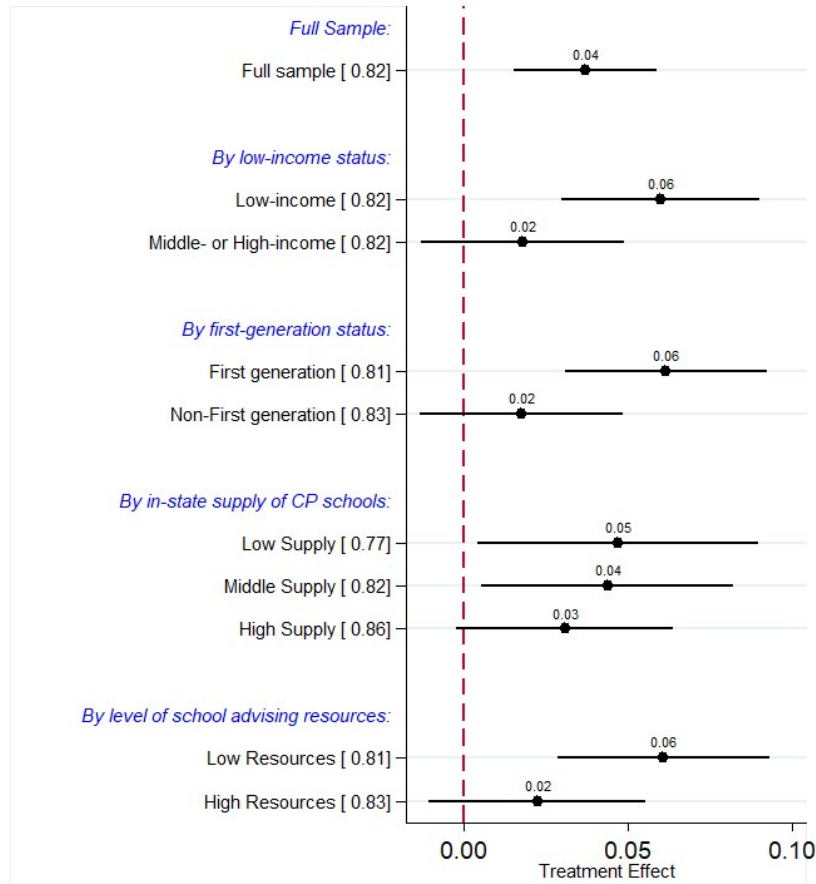 Full Sample:
0.04
Full sample [ 0.82]
By low-income status:
0.06
Low-income [ 0.82]
0.02
Middle- or High-income [ 0.82]
By first-generation status:
0.06
First generation [ 0.81]
0.02
Non-First generation [ 0.83]
By in-state supply of CP schools:
0.05
Low Supply [ 0.77]
0.04
Middle Supply [ 0.82]
0.03
High Supply [ 0.86]
By level of school advising resources:
0.06
Low Resources [ 0.81]
0.02
High Resources [ 0.83]
0.00 0.05 0.10
Treatment Effect